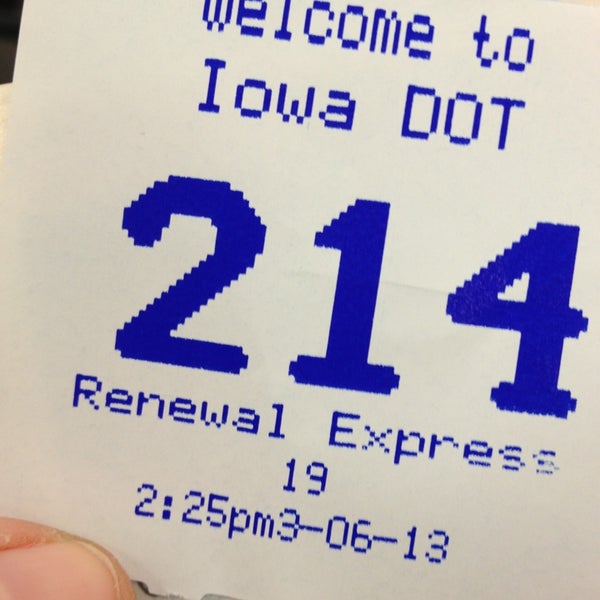 Welcome to
Iowa DOT
214
Renewal Express
19
2:25pm3-06-13